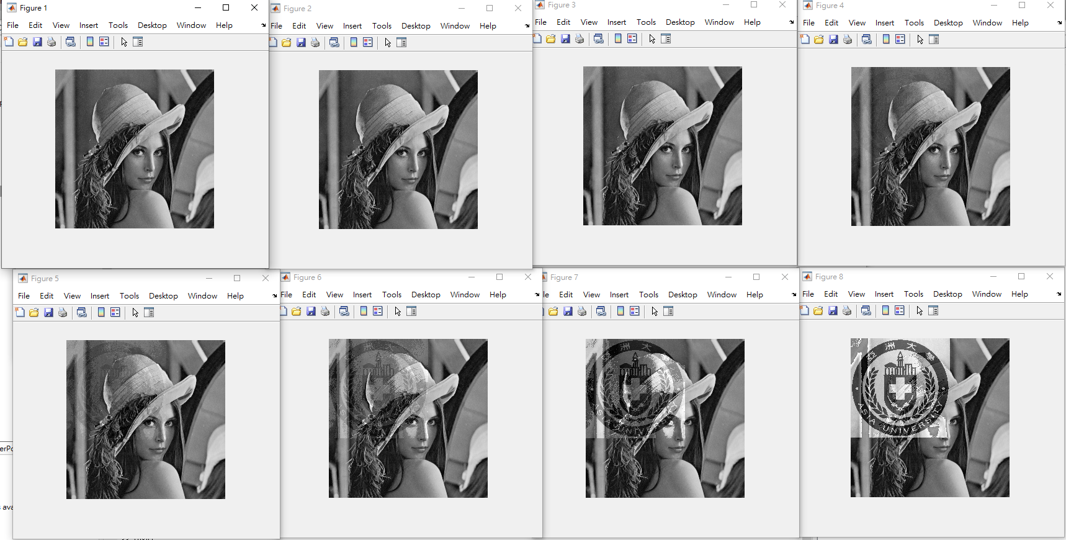 Figure 1
File Edit View Insert Tools Desktop Window Help
Figure 2
File Edit View Insert Tools Desktop Window Help
Figure 3
File Edit View Insert Tools Desktop Window Help
Figure 4
File Edit View Insert Tools Desktop Window Help
Figure 5
File Edit View Insert Tools Desktop Window Help
Figure 6
File Edit View Insert Tools Desktop Window Help
Figure 7
File Edit View Insert Tools Desktop Window Help
Figure 8
File Edit View Insert Tools Desktop Window Help
亞洲大學
ASIA UNIVERSITY
erPo
ava